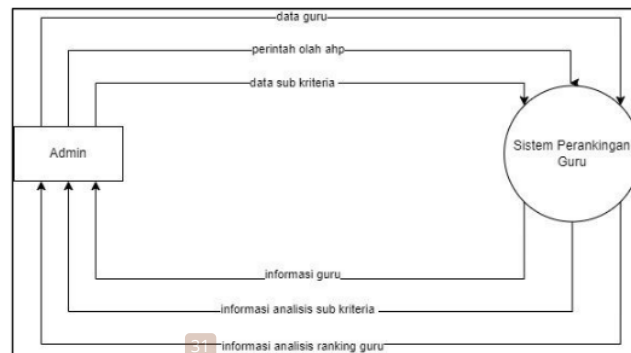 data guru
perintah olah ahp
data sub kriteria
Admin
Sistem Perankingan
Guru
informasi guru
informasi analisis sub kriteria
31
informasi analisis ranking guru